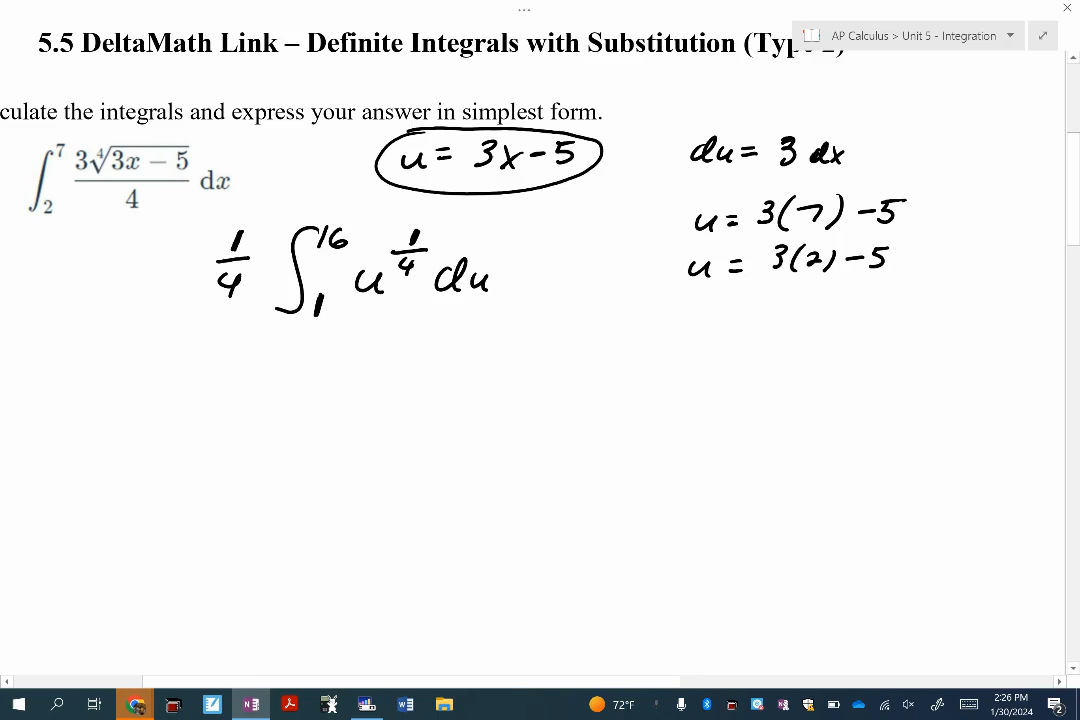 ...
5.5 DeltaMath Link – Definite Integrals with Substitution (Typ
AP Calculus > Unit 5 - Integration
culate the integrals and express your answer in simplest form.
∫₂⁷ 3∜(3x − 5) / 4 dx
u = 3x - 5
du = 3 dx
u = 3(7) - 5
u = 3(2) - 5
1/4 ∫₁¹⁶ u^(1/4) du
72°F
2:26 PM
1/30/2024
2